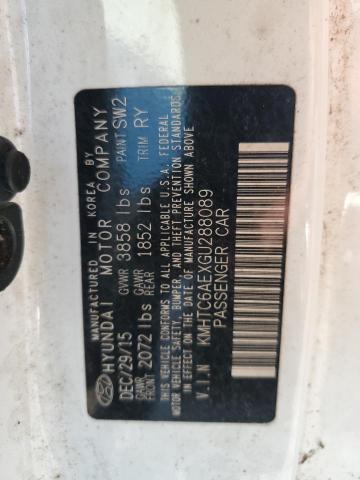 MANUFACTURED IN KOREA BY
HYUNDAI MOTOR COMPANY
DEC/29/15 GVWR 3858 lbs PAINT SW2
GAWR FRONT 2072 lbs GAWR REAR 1852 lbs TRIM RY
THIS VEHICLE CONFORMS TO ALL APPLICABLE U.S.A. FEDERAL
MOTOR VEHICLE SAFETY, BUMPER, AND THEFT PREVENTION STANDARDS
IN EFFECT ON THE DATE OF MANUFACTURE SHOWN ABOVE
V.I.N KMHTC6AEXGU288089
PASSENGER CAR